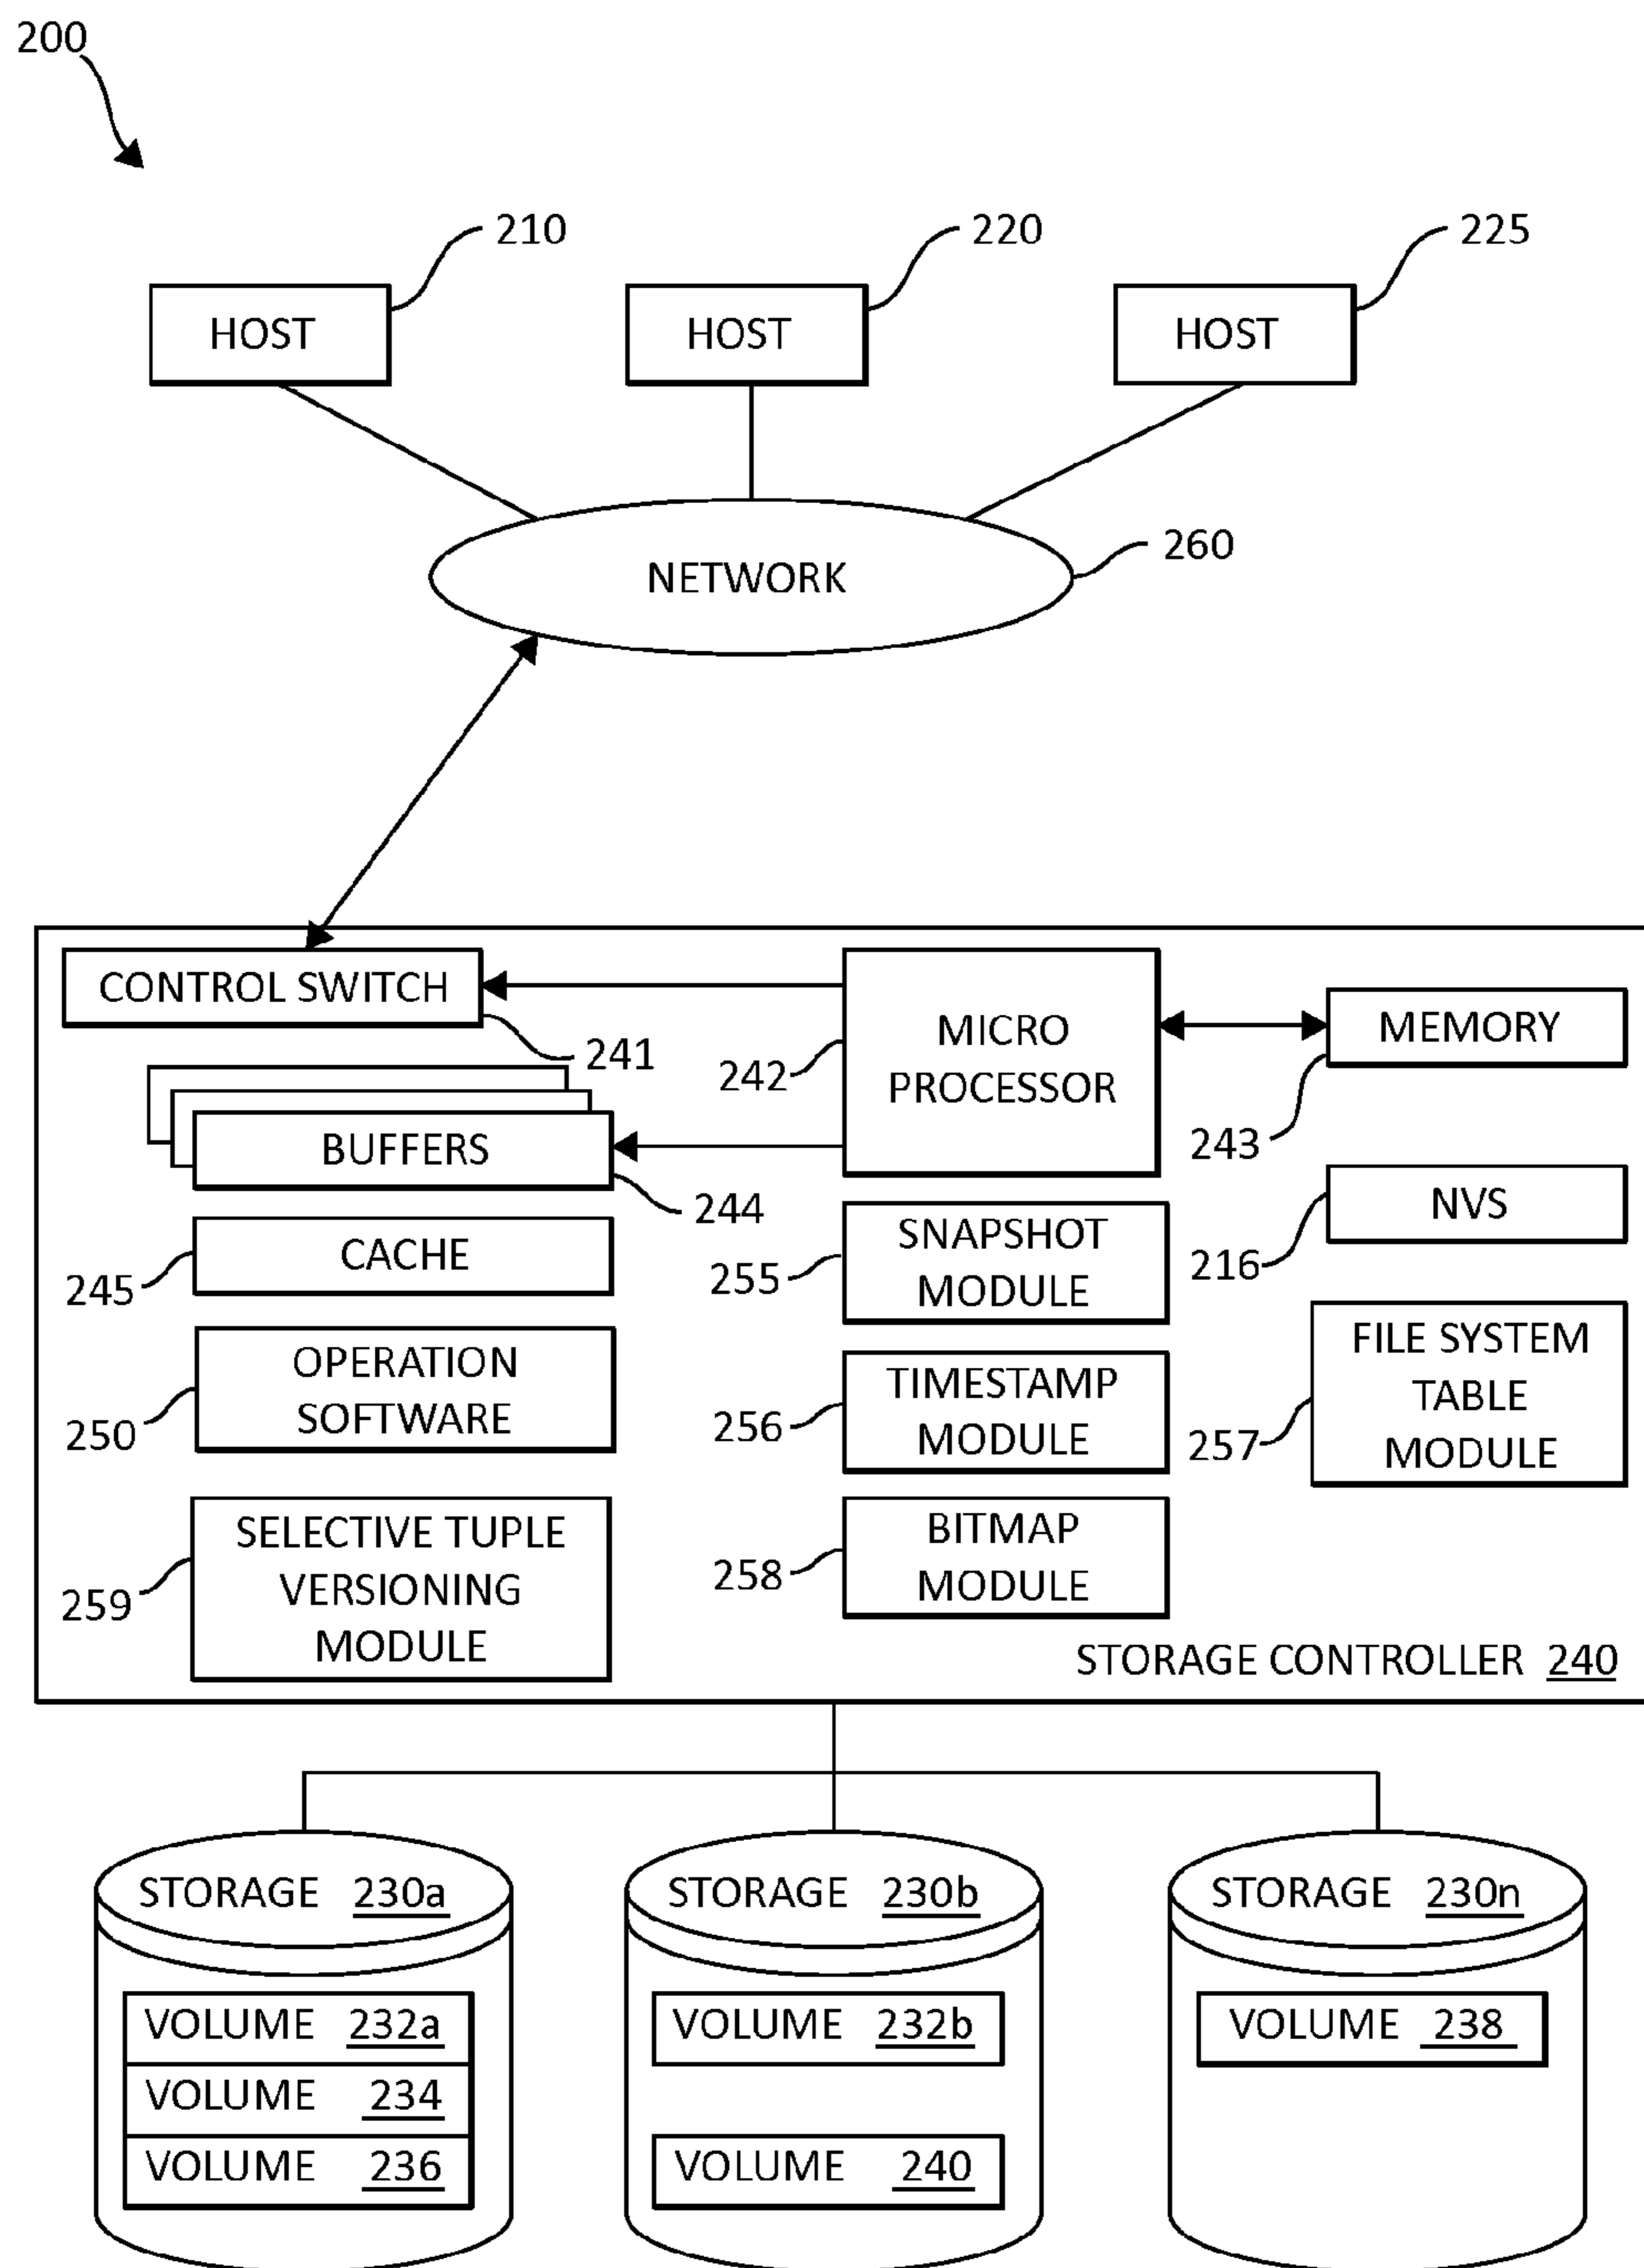 200
210
220
225
HOST
HOST
HOST
260
NETWORK
CONTROL SWITCH
241
MICRO
PROCESSOR
242
MEMORY
243
BUFFERS
244
NVS
216
CACHE
245
SNAPSHOT
MODULE
255
OPERATION
SOFTWARE
250
TIMESTAMP
MODULE
256
FILE SYSTEM
TABLE
MODULE
257
SELECTIVE TUPLE
VERSIONING
MODULE
259
BITMAP
MODULE
258
STORAGE CONTROLLER 240
STORAGE 230a
VOLUME 232a
VOLUME 234
VOLUME 236
STORAGE 230b
VOLUME 232b
VOLUME 240
STORAGE 230n
VOLUME 238